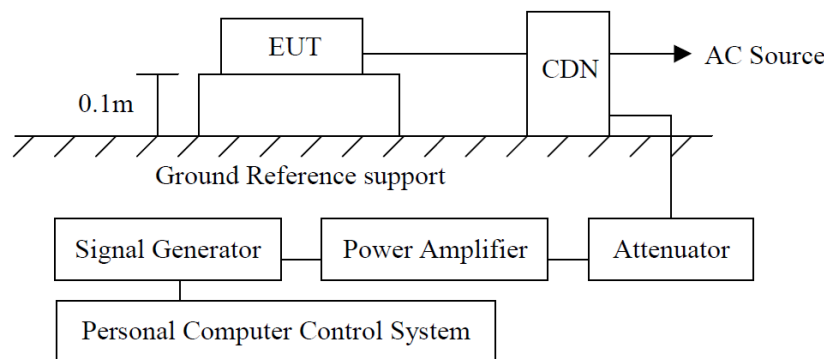 EUT
CDN
AC Source
0.1m
Ground Reference support
Signal Generator
Power Amplifier
Attenuator
Personal Computer Control System